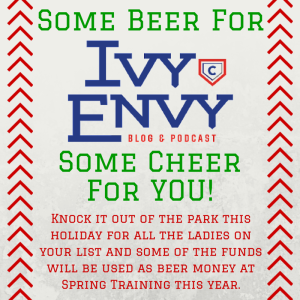 Some Beer For
Ivy
C
Envy
Blog & Podcast
Some Cheer
For YOU!
Knock it out of the park this
holiday for all the ladies on
your list and some of the funds
will be used as beer money at
Spring Training this year.